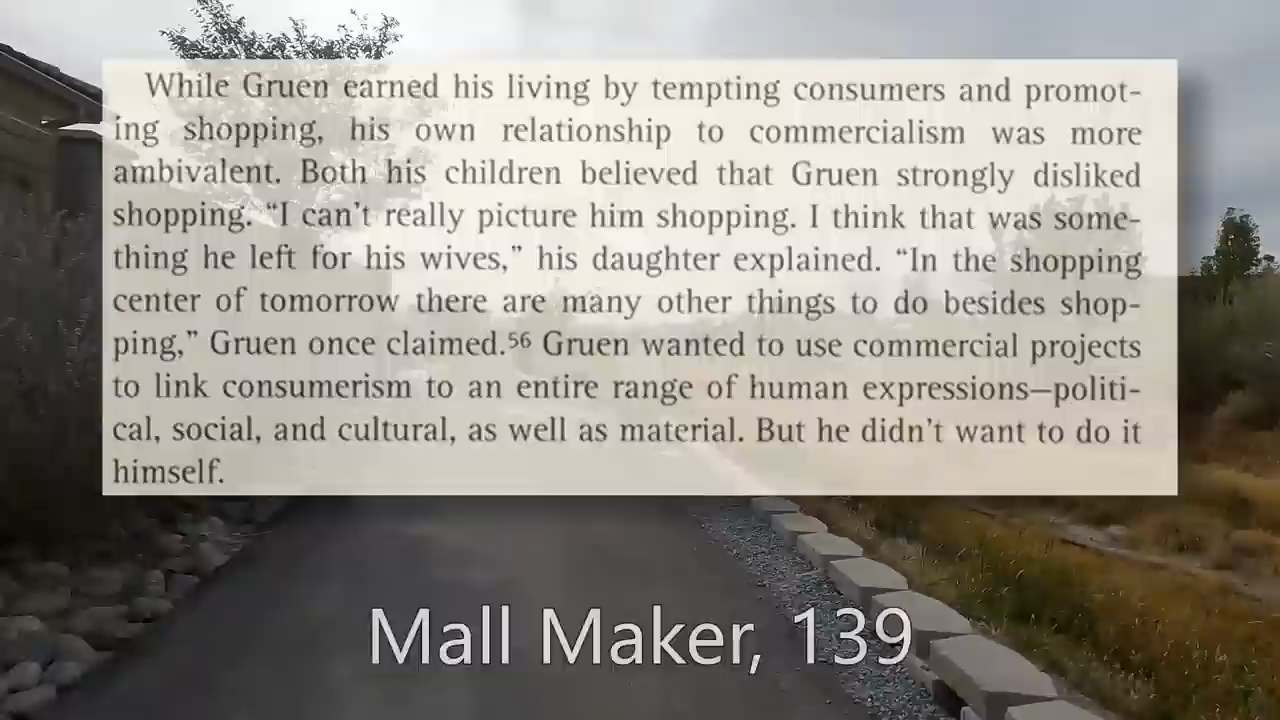 While Gruen earned his living by tempting consumers and promot-
ing shopping, his own relationship to commercialism was more
ambivalent. Both his children believed that Gruen strongly disliked
shopping. “I can’t really picture him shopping. I think that was some-
thing he left for his wives,” his daughter explained. “In the shopping
center of tomorrow there are many other things to do besides shop-
ping,” Gruen once claimed.⁵⁶ Gruen wanted to use commercial projects
to link consumerism to an entire range of human expressions—politi-
cal, social, and cultural, as well as material. But he didn’t want to do it
himself.
Mall Maker, 139